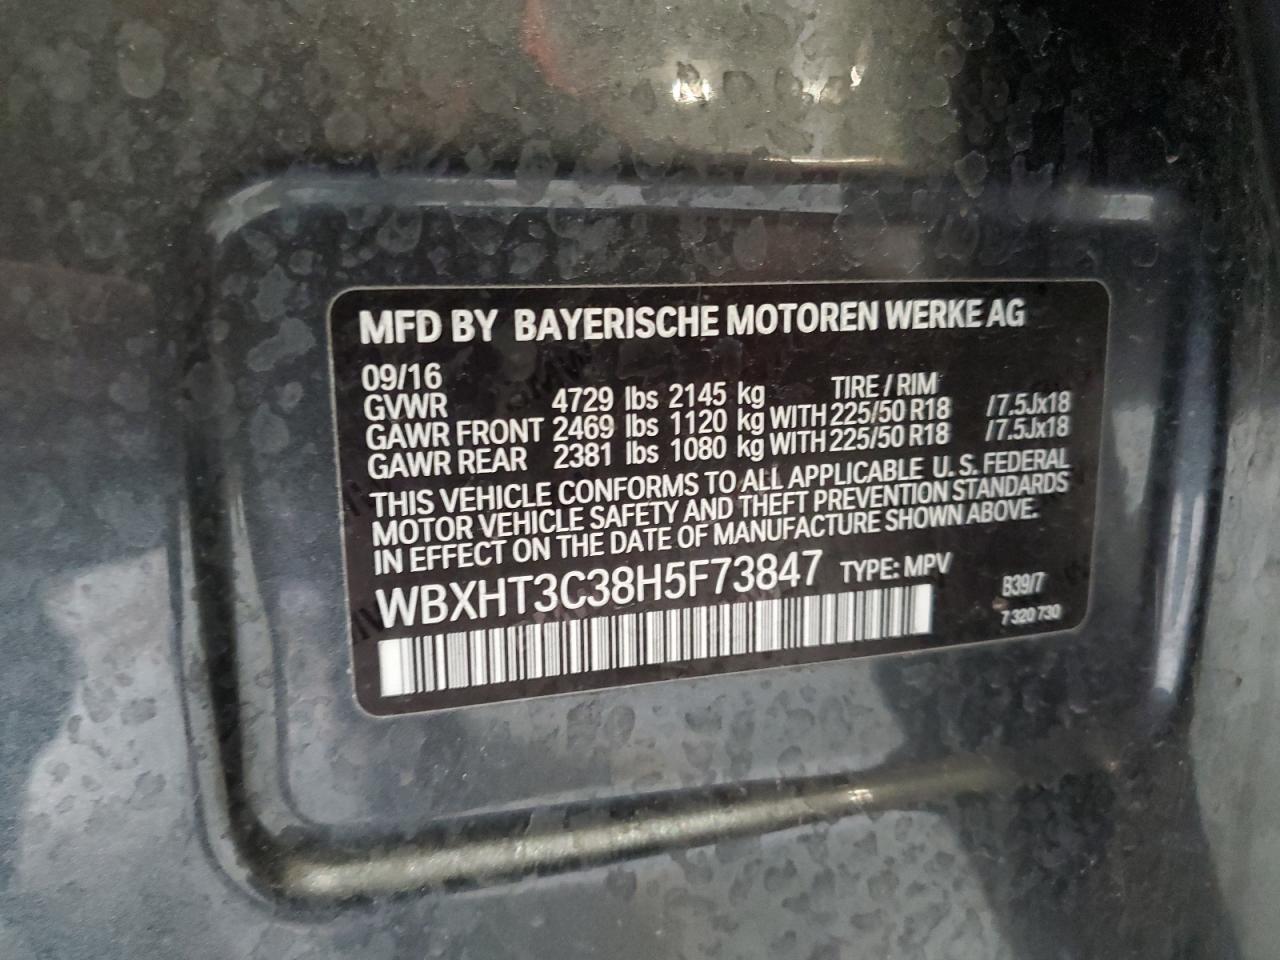 MFD BY BAYERISCHE MOTOREN WERKE AG
09/16 TIRE / RIM
GVWR 4729 lbs 2145 kg
GAWR FRONT 2469 lbs 1120 kg WITH 225/50 R18 /7.5Jx18
GAWR REAR 2381 lbs 1080 kg WITH 225/50 R18 /7.5Jx18
THIS VEHICLE CONFORMS TO ALL APPLICABLE U.S. FEDERAL
MOTOR VEHICLE SAFETY AND THEFT PREVENTION STANDARDS
IN EFFECT ON THE DATE OF MANUFACTURE SHOWN ABOVE.
WBXHT3C38H5F73847 TYPE: MPV
B39/7
7 320 730